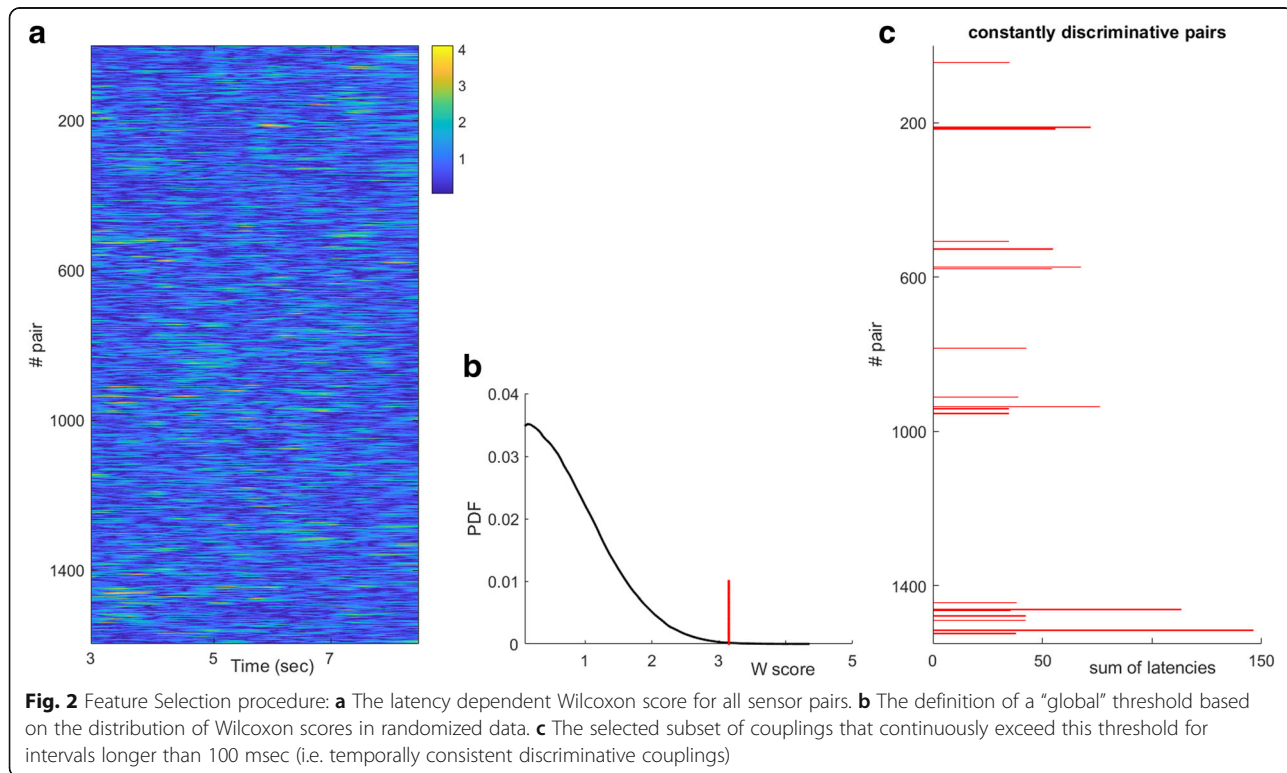 a
4
3
2
1
200
600
1000
1400
# pair
3
5
7
Time (sec)
b
0.04
0.03
0.02
0.01
0
PDF
1
2
3
4
5
W score
c
constantly discriminative pairs
200
600
1000
1400
# pair
0
50
150
sum of latencies
Fig. 2 Feature Selection procedure: a The latency dependent Wilcoxon score for all sensor pairs. b The definition of a “global” threshold based
on the distribution of Wilcoxon scores in randomized data. c The selected subset of couplings that continuously exceed this threshold for
intervals longer than 100 msec (i.e. temporally consistent discriminative couplings)